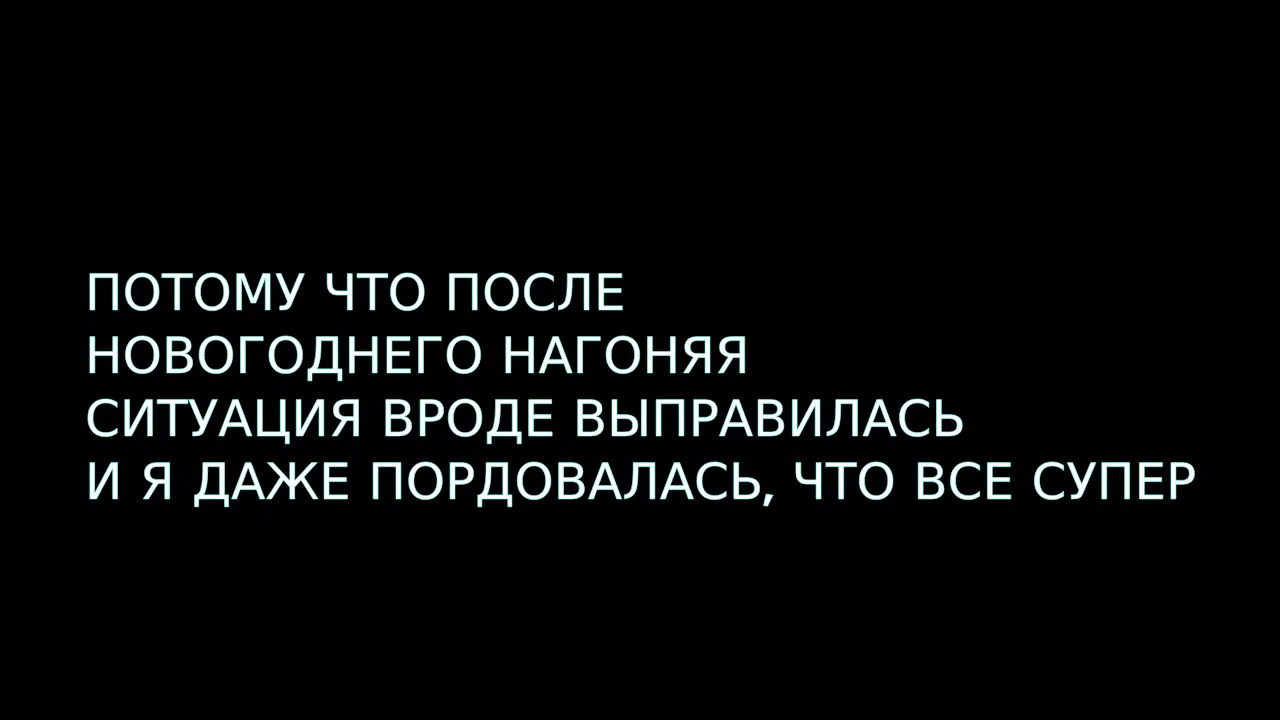 ПОТОМУ ЧТО ПОСЛЕ
НОВОГОДНЕГО НАГОНЯЯ
СИТУАЦИЯ ВРОДЕ ВЫПРАВИЛАСЬ
И Я ДАЖЕ ПОРДОВАЛАСЬ, ЧТО ВСЕ СУПЕР